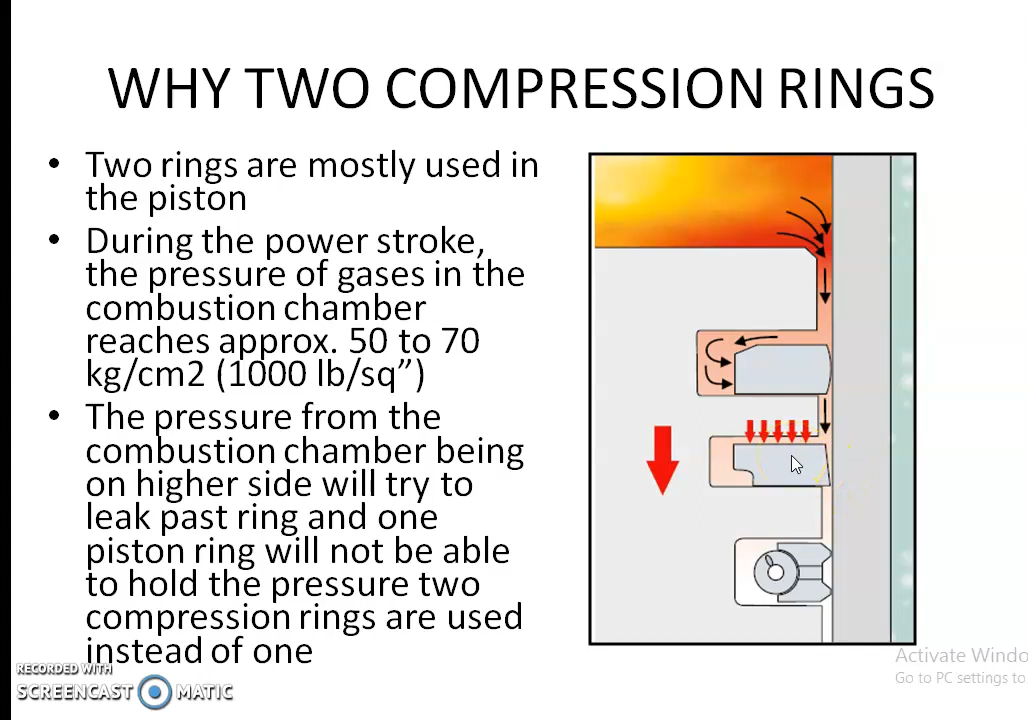 WHY TWO COMPRESSION RINGS
• Two rings are mostly used in
the piston
• During the power stroke,
the pressure of gases in the
combustion chamber
reaches approx. 50 to 70
kg/cm2 (1000 lb/sq”)
• The pressure from the
combustion chamber being
on higher side will try to
leak past ring and one
piston ring will not be able
to hold the pressure two
compression rings are used
instead of one
RECORDED WITH
SCREENCAST MATIC
Activate Windo
Go to PC settings to